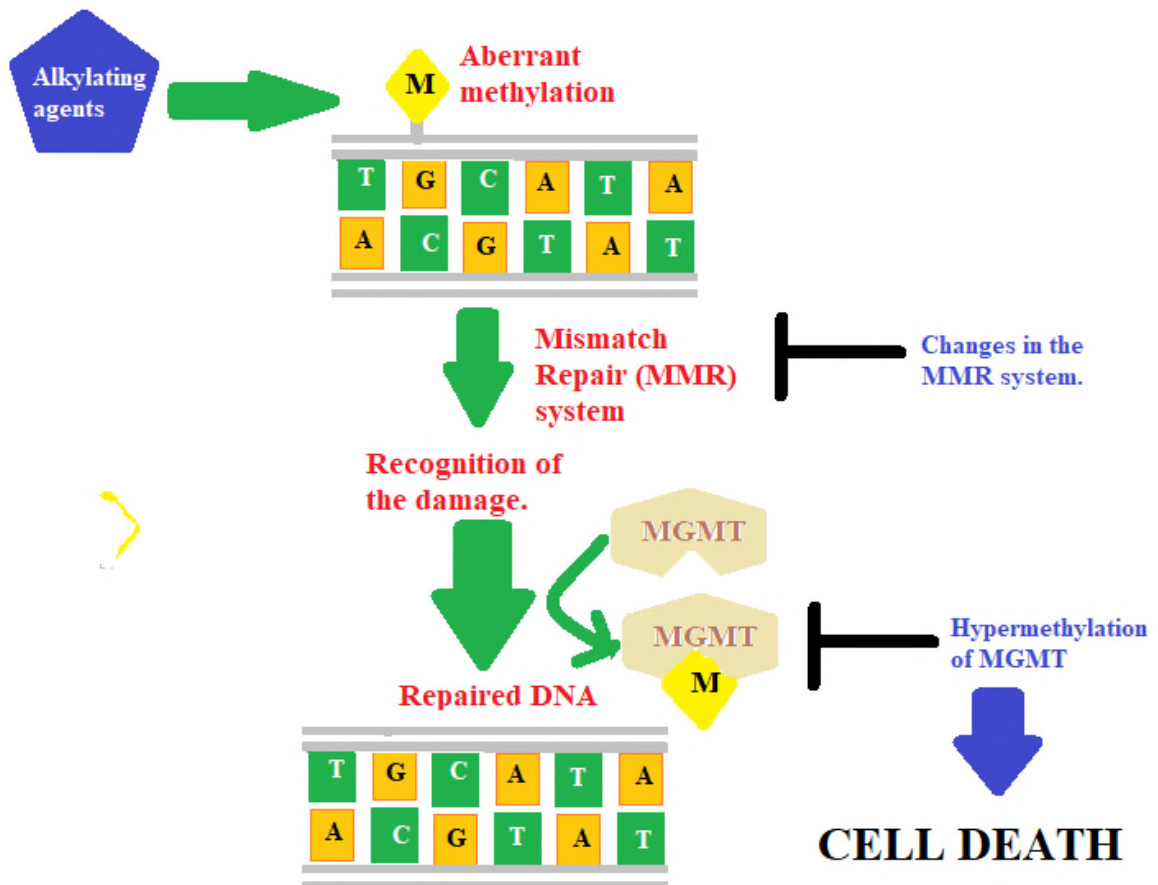 Alkylating
agents
M
Aberrant
methylation
T G C A T A
A C G T A T
Mismatch
Repair (MMR)
system
Changes in the
MMR system.
Recognition of
the damage.
MGMT
MGMT
M
Hypermethylation
of MGMT
Repaired DNA
T G C A T A
A C G T A T
CELL DEATH